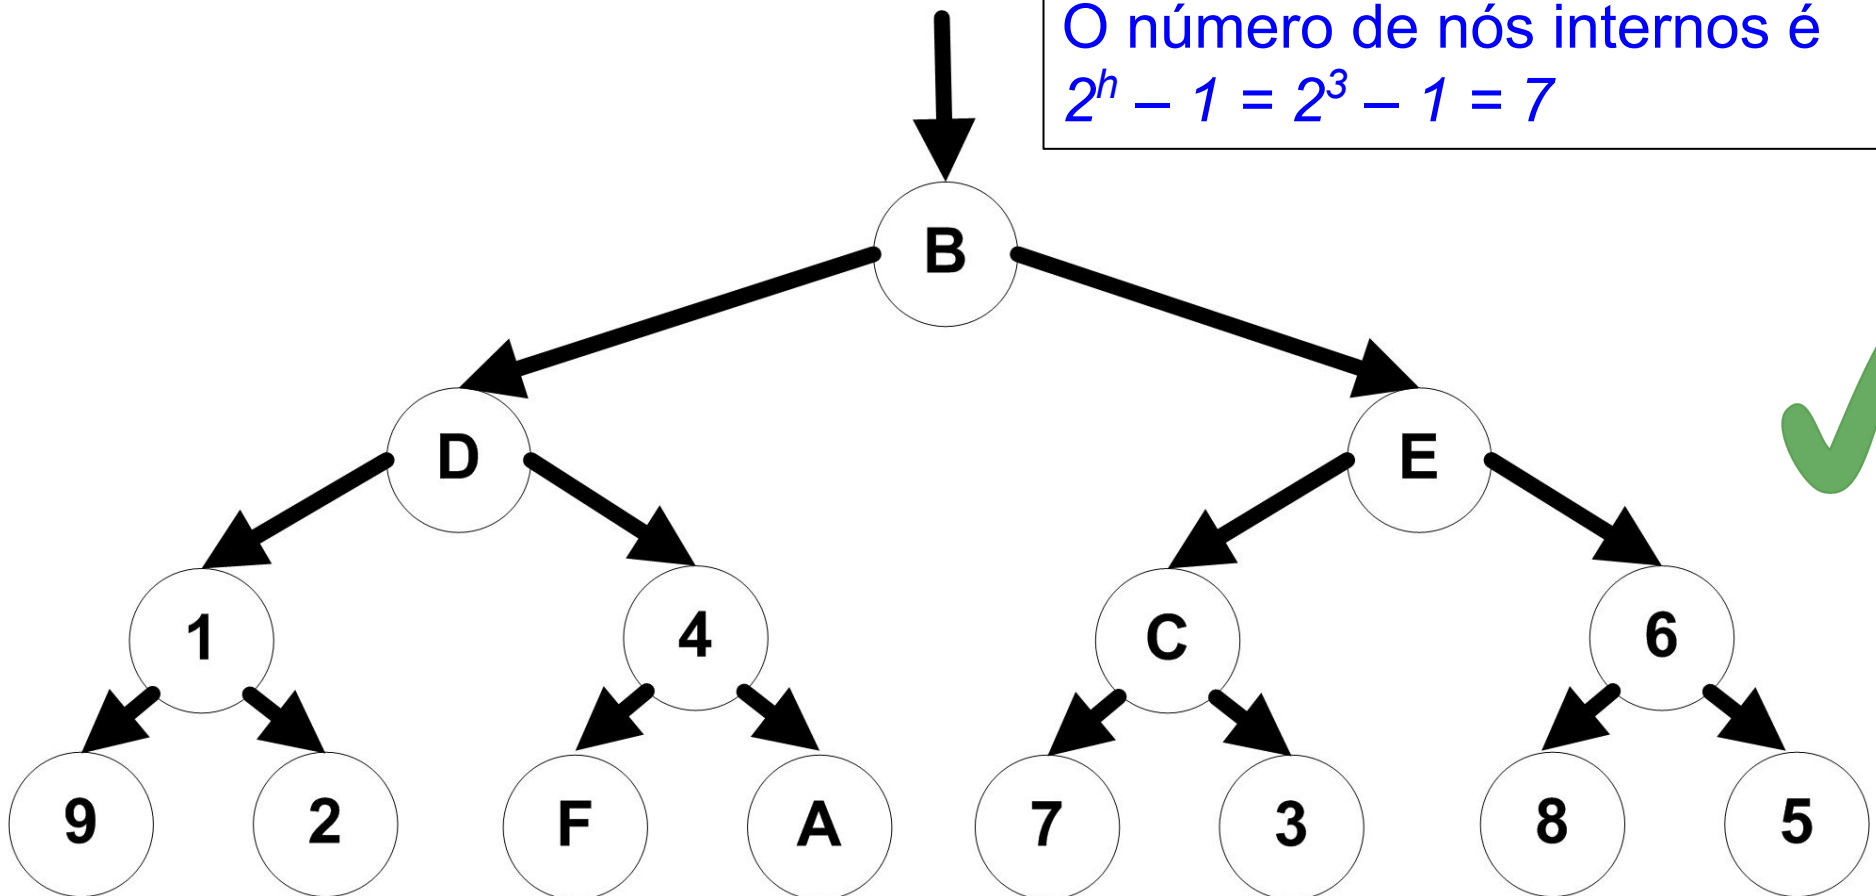 O número de nós internos é
2^h – 1 = 2^3 – 1 = 7
B
D E
1 4 C 6
9 2 F A 7 3 8 5